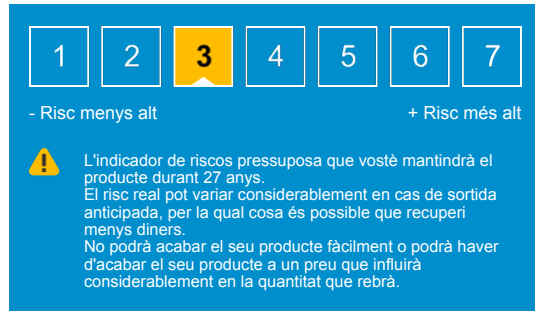 1 2 3 4 5 6 7
- Risc menys alt + Risc més alt
L'indicador de riscos pressuposa que vostè mantindrà el
producte durant 27 anys.
El risc real pot variar considerablement en cas de sortida
anticipada, per la qual cosa és possible que recuperi
menys diners.
No podrà acabar el seu producte fàcilment o podrà haver
d'acabar el seu producte a un preu que influirà
considerablement en la quantitat que rebrà.